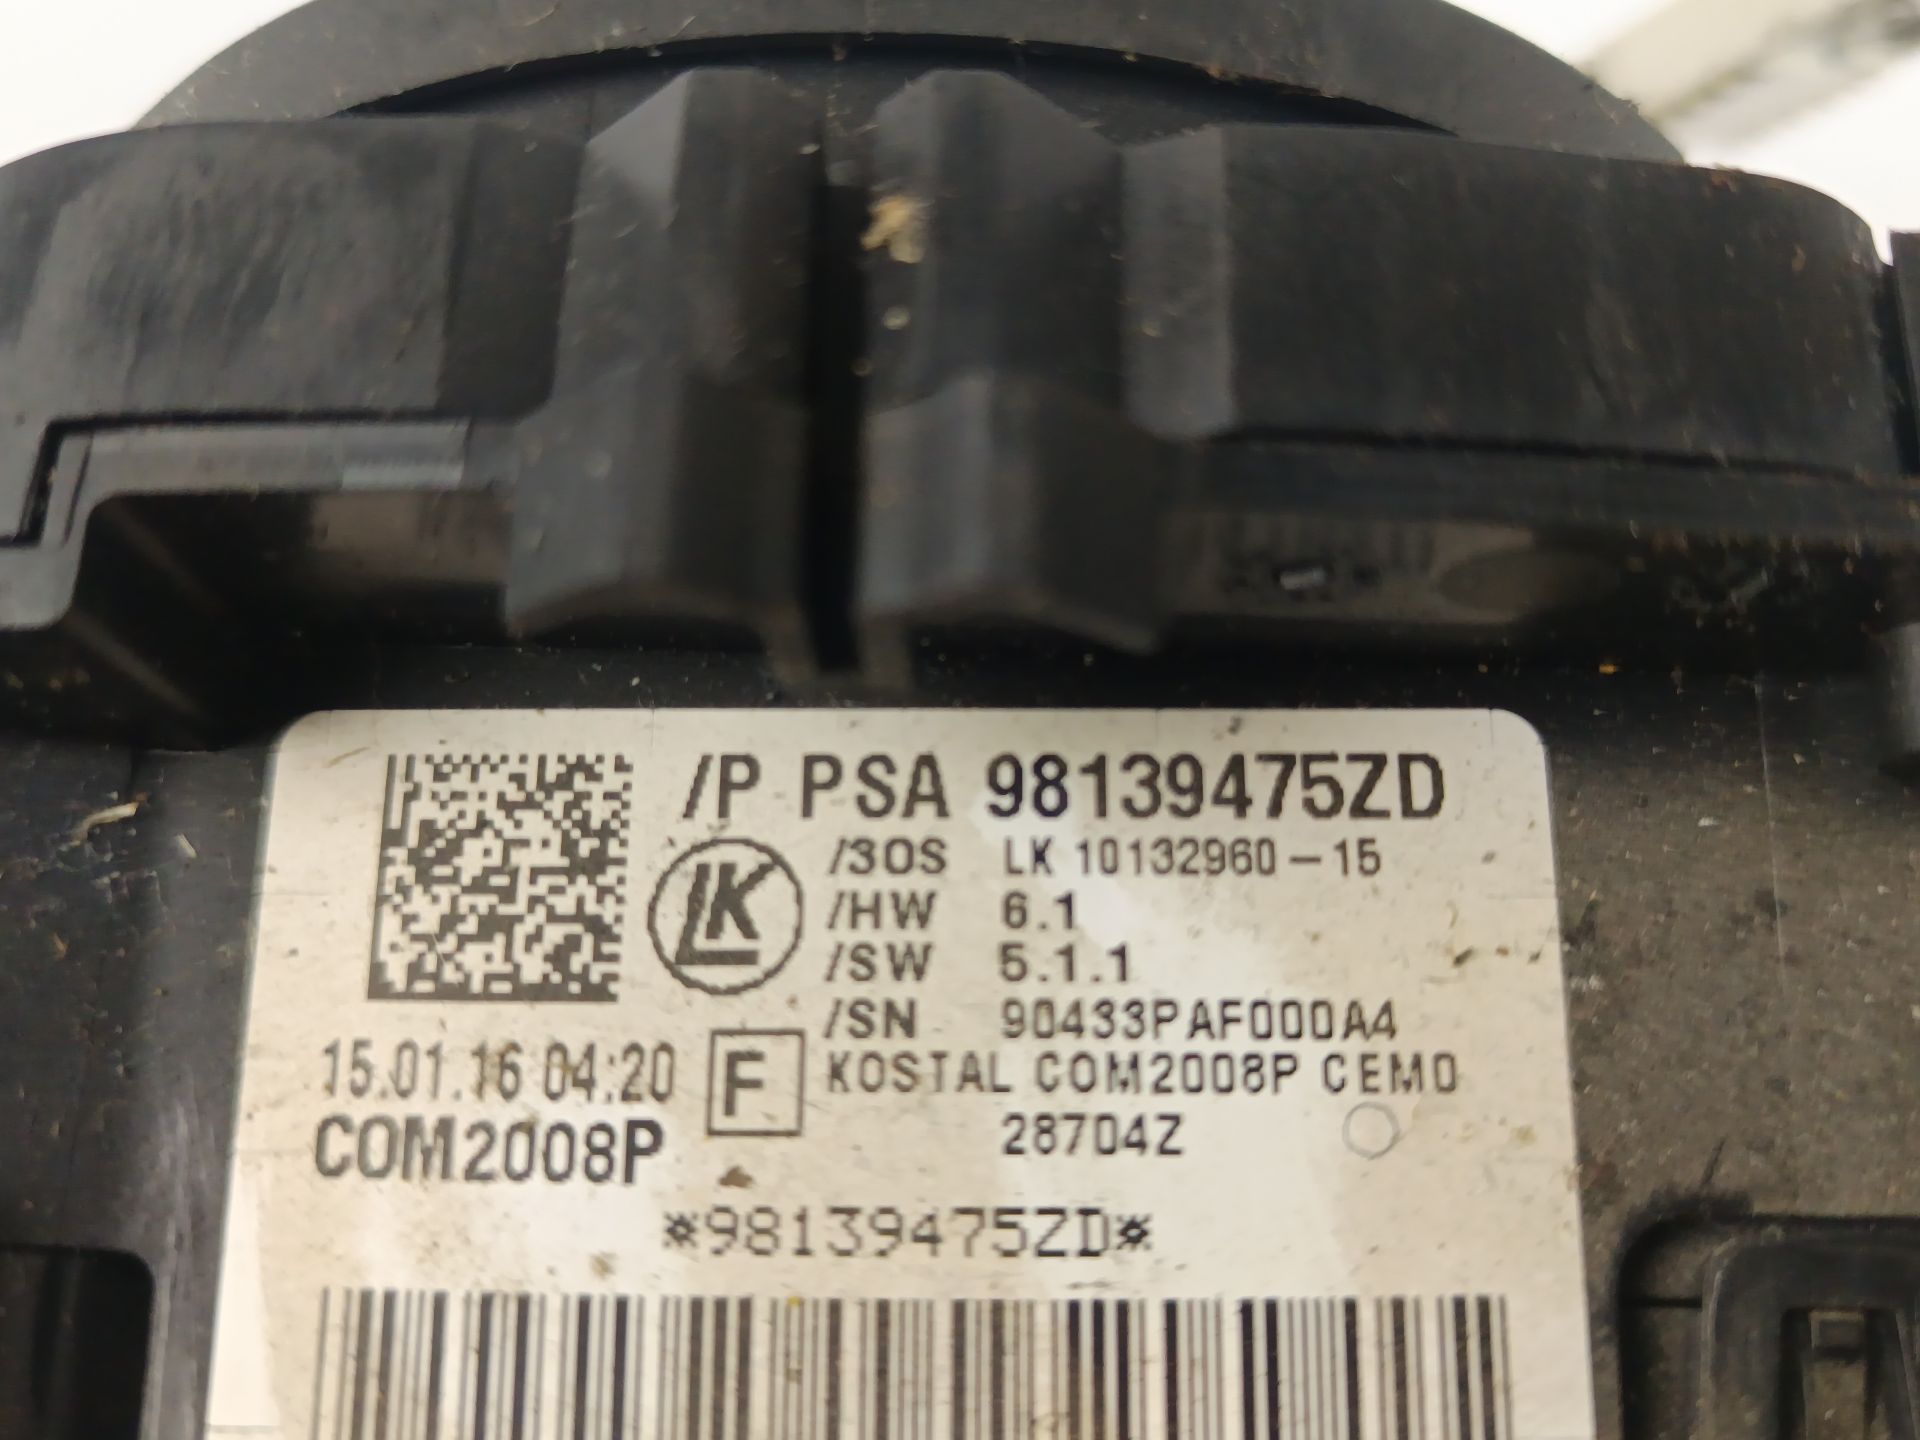 /P PSA 98139475ZD
LK
/3OS LK 10132960-15
/HW 6.1
/SW 5.1.1
/SN 90433PAF000A4
15.01.16 04:20 F KOSTAL COM2008P CEM0
COM2008P 28704Z
*98139475ZD*